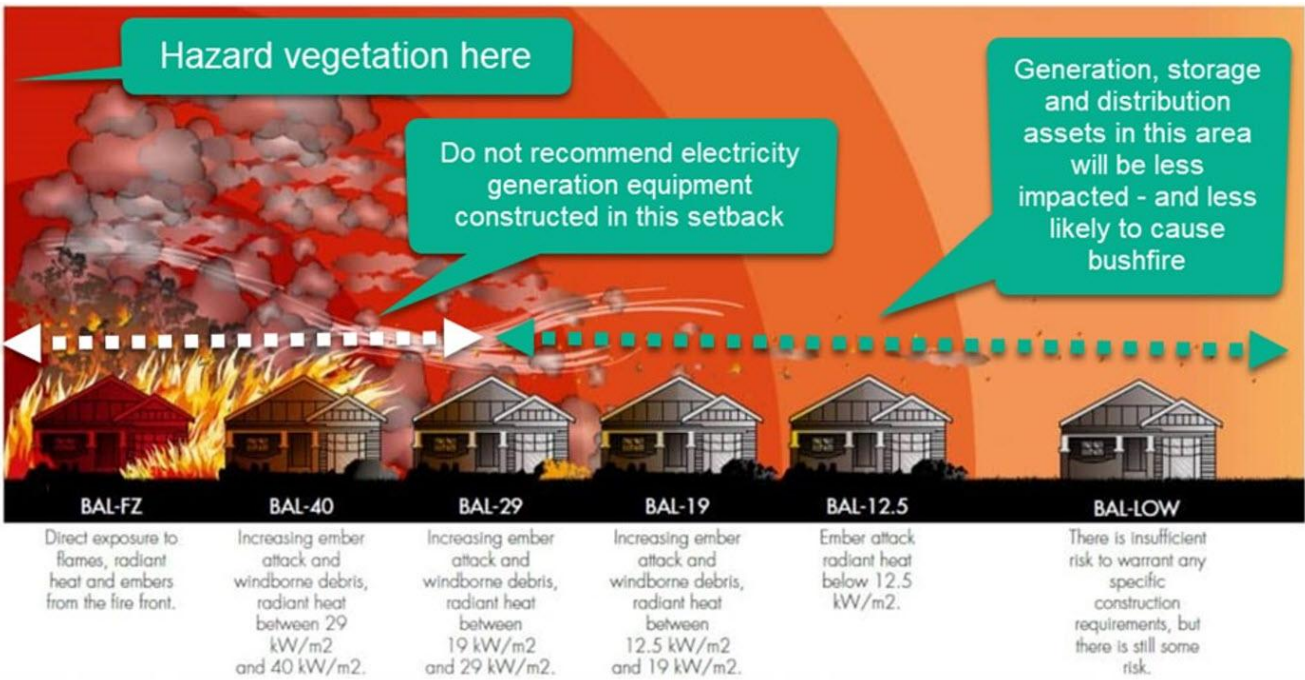 Hazard vegetation here
Do not recommend electricity
generation equipment
constructed in this setback
Generation, storage
and distribution
assets in this area
will be less
impacted - and less
likely to cause
bushfire
BAL-FZ
Direct exposure to
flames, radiant
heat and embers
from the fire front.
BAL-40
Increasing ember
attack and
windborne debris,
radiant heat
between 29
kW/m2
and 40 kW/m2.
BAL-29
Increasing ember
attack and
windborne debris,
radiant heat
between
19 kW/m2
and 29 kW/m2.
BAL-19
Increasing ember
attack and
windborne debris,
radiant heat
between
12.5 kW/m2
and 19 kW/m2.
BAL-12.5
Ember attack
radiant heat
below 12.5
kW/m2.
BAL-LOW
There is insufficient
risk to warrant any
specific
construction
requirements, but
there is still some
risk.